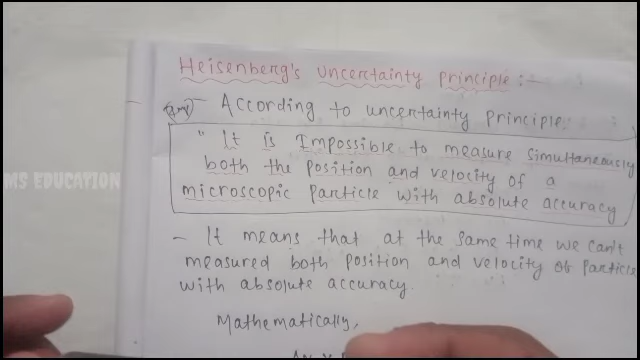 Heisenberg's Uncertainty Principle :-
According to uncertainty principle.
" It is Impossible to measure simultaneously
both the position and velocity of a
microscopic particle with absolute accuracy
MS EDUCATION
- It means that at the same time we can't
measured both position and velocity of particle
with absolute accuracy.
Mathematically,